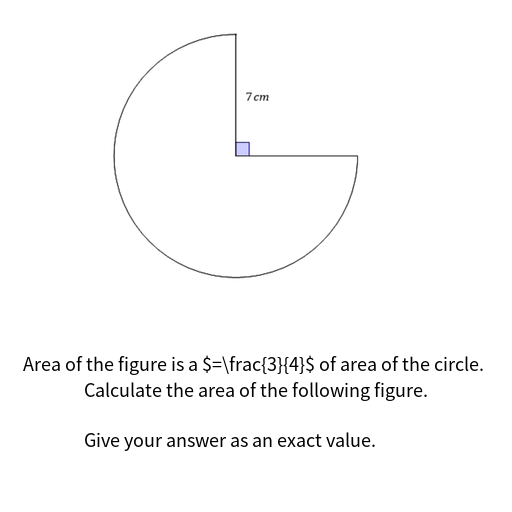 7 cm
Area of the figure is a $=\frac{3}{4}$ of area of the circle.
Calculate the area of the following figure.
Give your answer as an exact value.